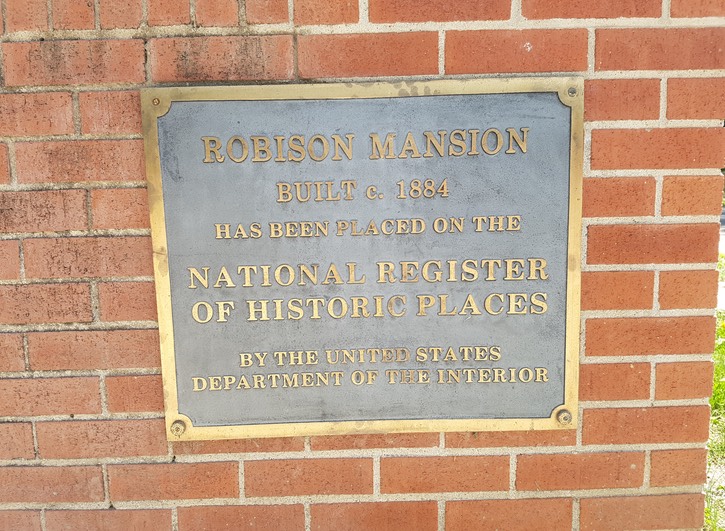 ROBISON MANSION
BUILT c. 1884
HAS BEEN PLACED ON THE
NATIONAL REGISTER
OF HISTORIC PLACES
BY THE UNITED STATES
DEPARTMENT OF THE INTERIOR